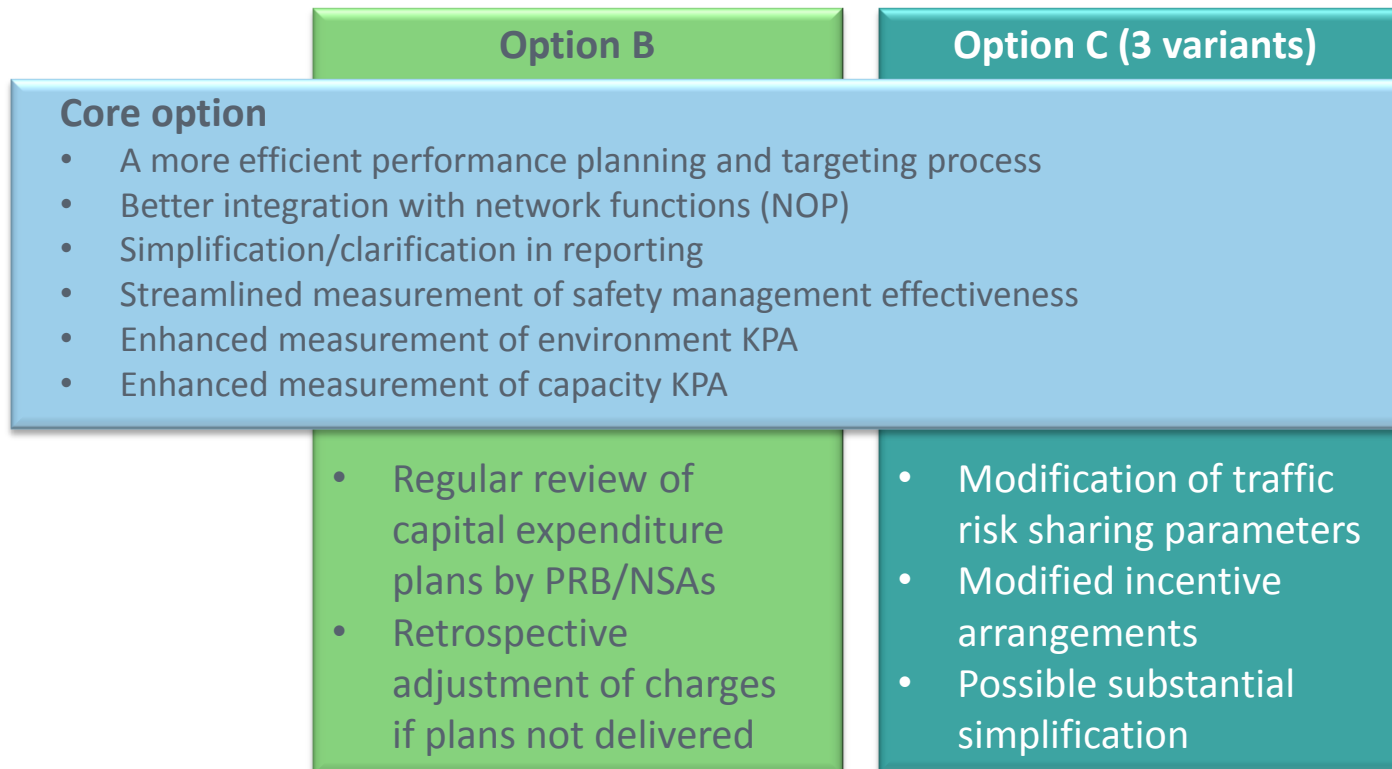 Option B
Option C (3 variants)
Core option
• A more efficient performance planning and targeting process
• Better integration with network functions (NOP)
• Simplification/clarification in reporting
• Streamlined measurement of safety management effectiveness
• Enhanced measurement of environment KPA
• Enhanced measurement of capacity KPA
• Regular review of
capital expenditure
plans by PRB/NSAs
• Retrospective
adjustment of charges
if plans not delivered
• Modification of traffic
risk sharing parameters
• Modified incentive
arrangements
• Possible substantial
simplification